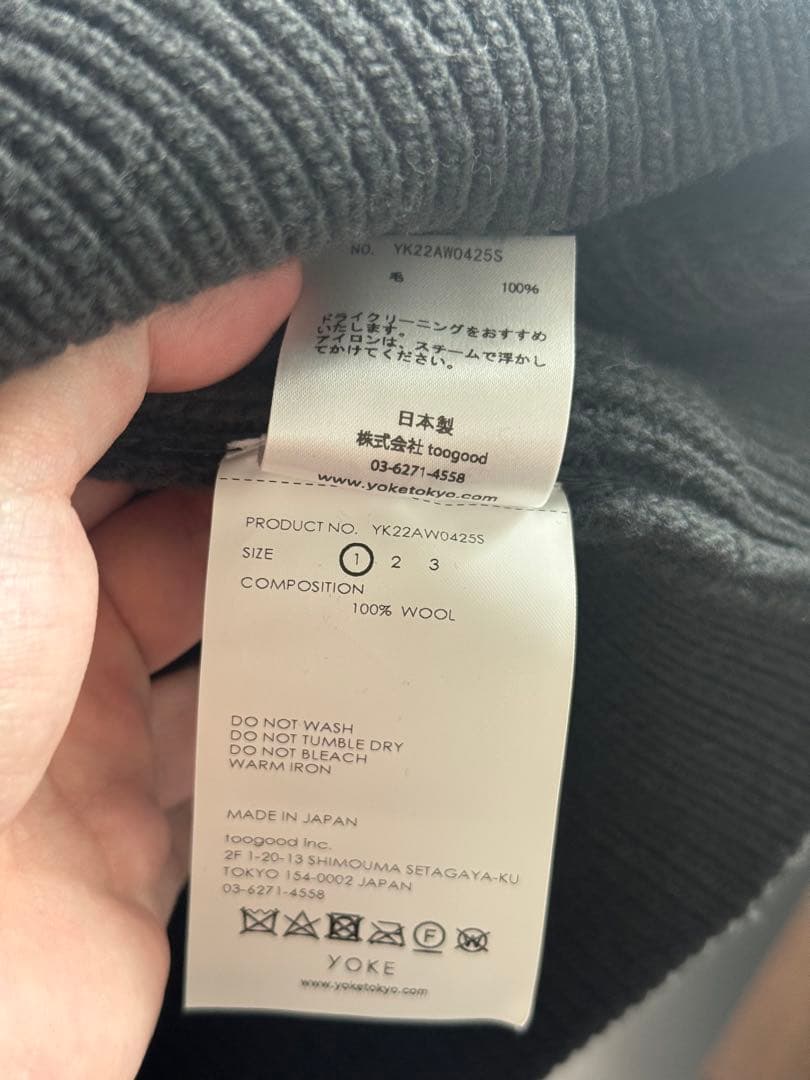 NO. YK22AW0425S
毛 100%
ドライクリーニングをおすすめ
いたします。
アイロンは、スチームで浮かし
てかけてください。
日本製
株式会社 toogood
03-6271-4558
www.yoketokyo.com
PRODUCT NO. YK22AW0425S
SIZE 1 2 3
COMPOSITION
100% WOOL
DO NOT WASH
DO NOT TUMBLE DRY
DO NOT BLEACH
WARM IRON
MADE IN JAPAN
toogood Inc.
2F 1-20-13 SHIMOUMA SETAGAYA-KU
TOKYO 154-0002 JAPAN
03-6271-4558
F W
YOKE
www.yoketokyo.com